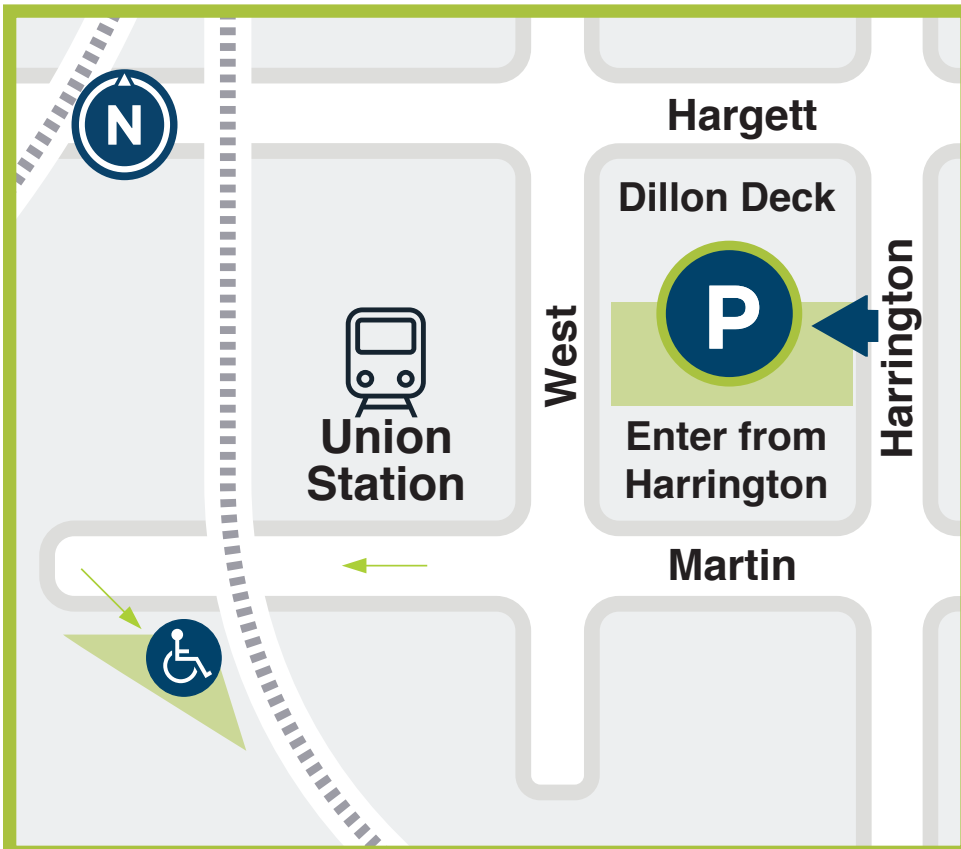 N
Hargett
Dillon Deck
P
Harrington
West
Union
Station
Enter from
Harrington
Martin